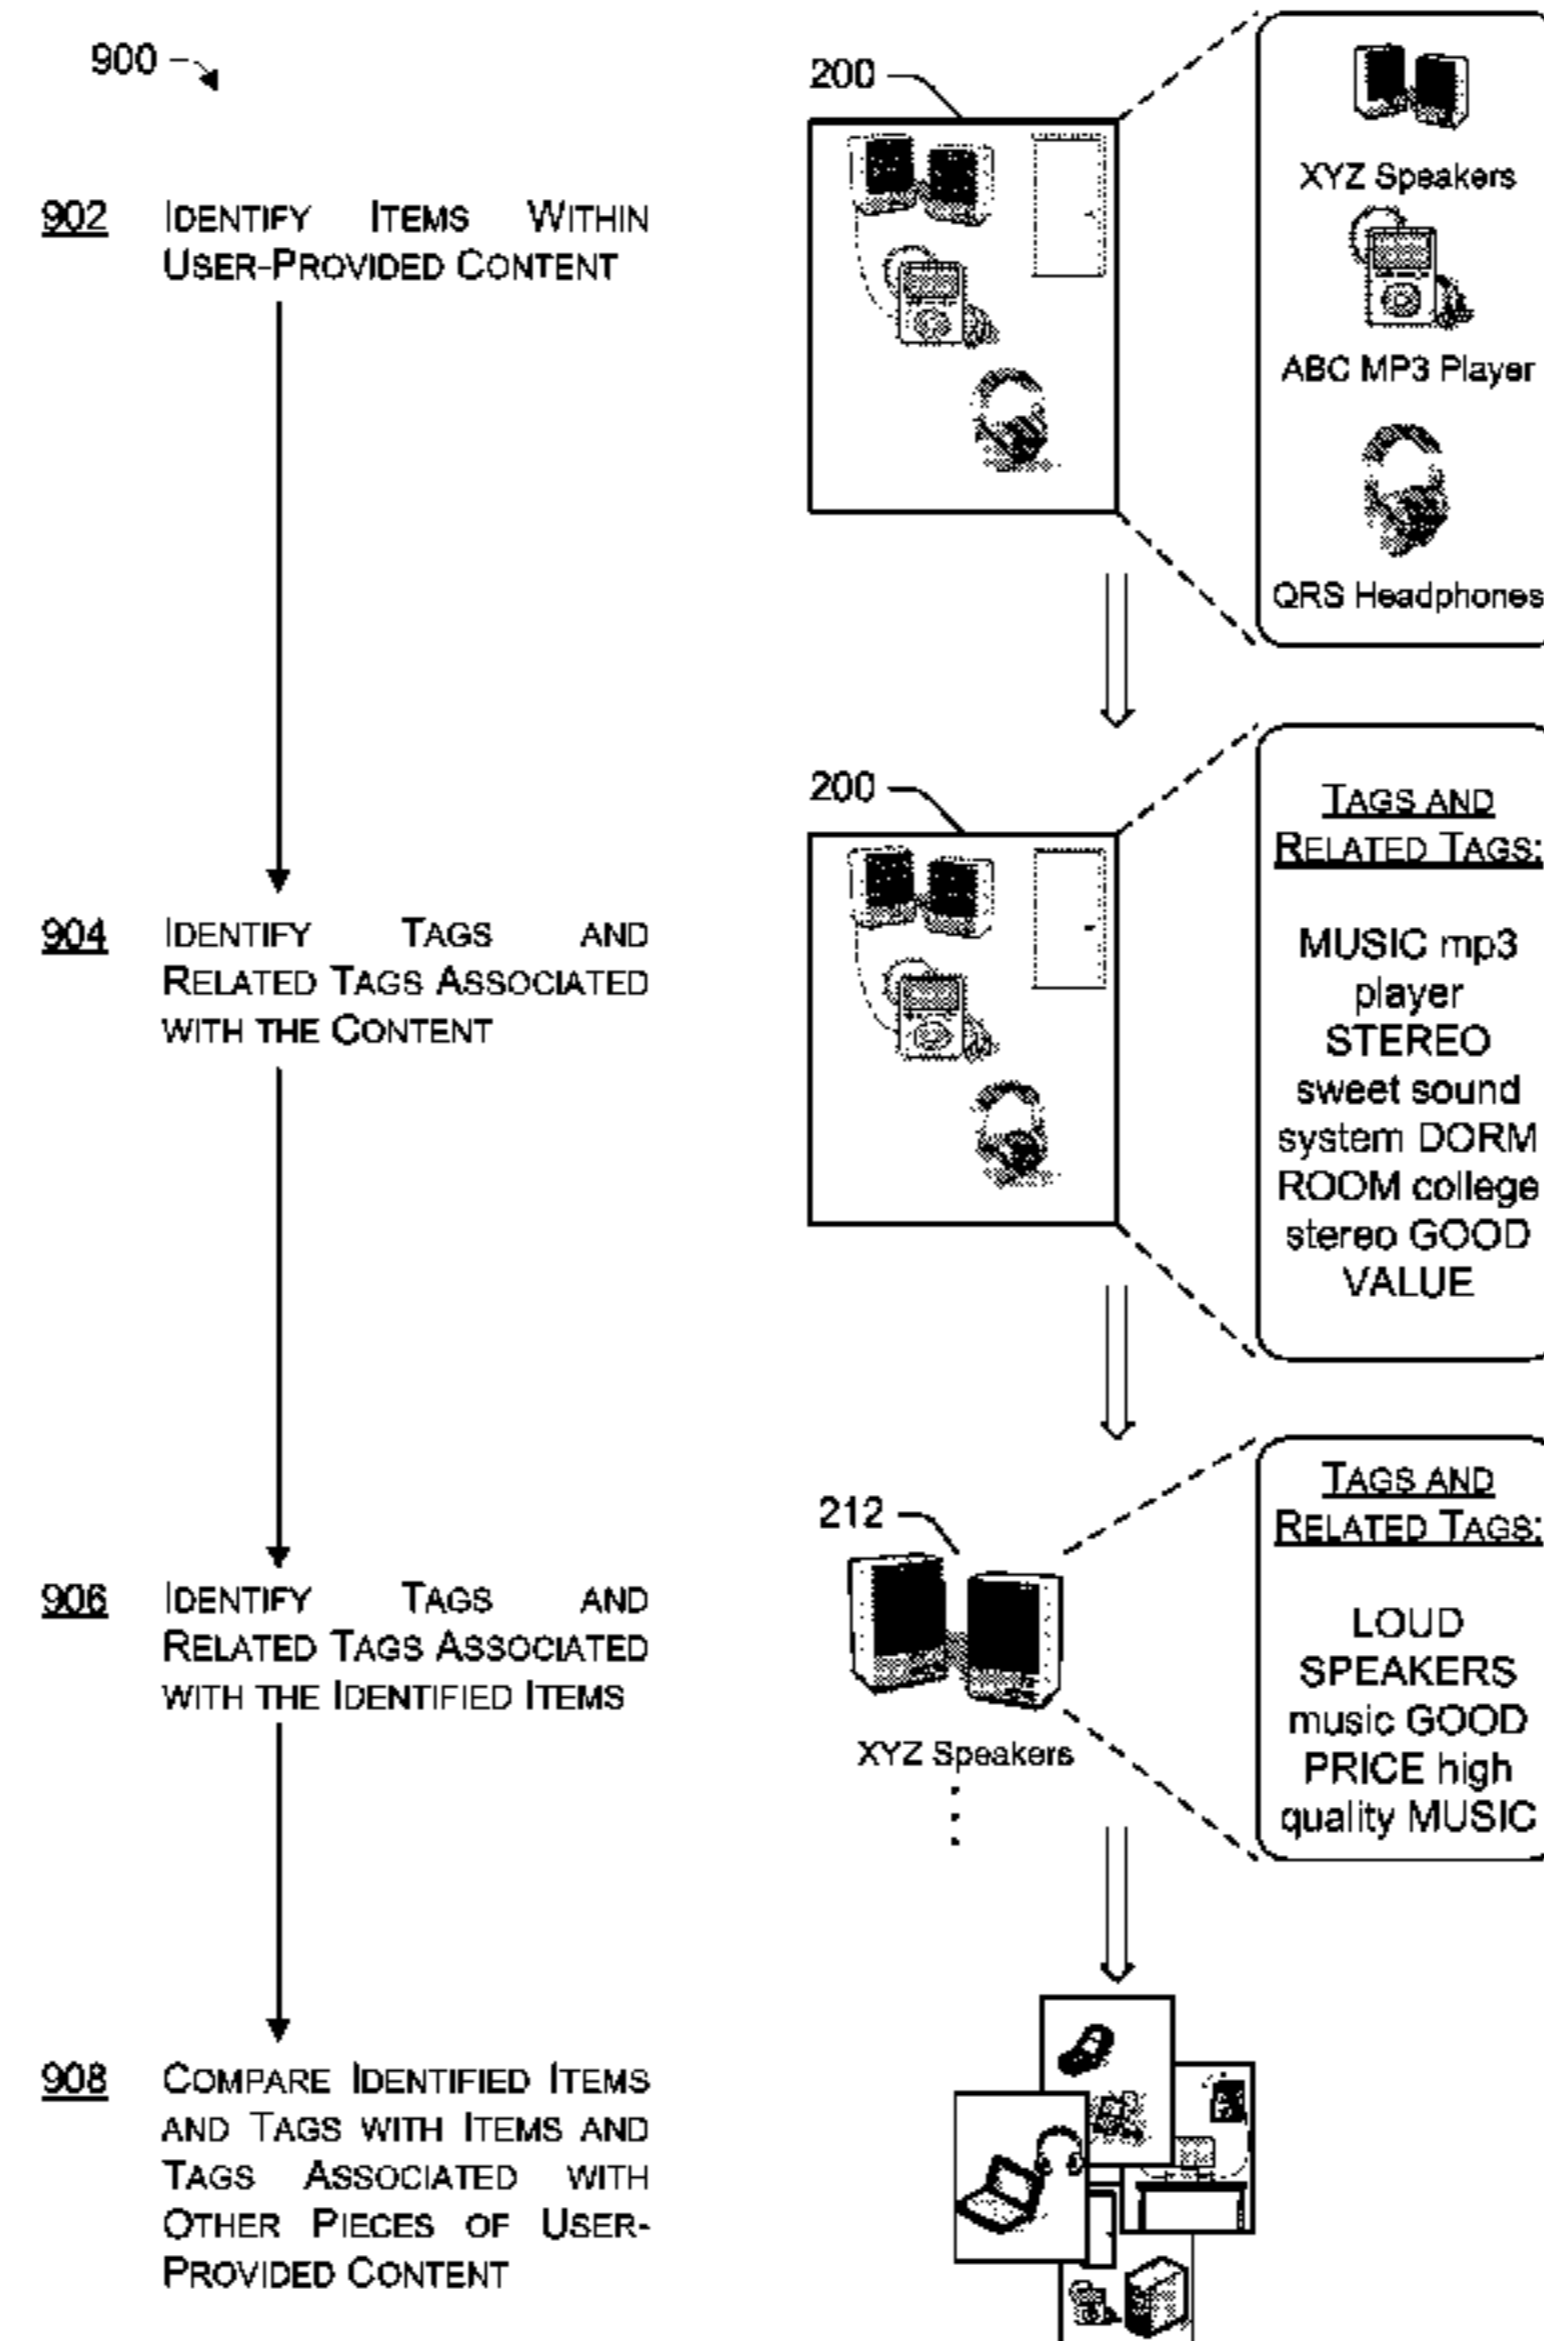 900
200
XYZ Speakers
902 IDENTIFY ITEMS WITHIN
USER-PROVIDED CONTENT
ABC MP3 Player
QRS Headphones
200
TAGS AND
RELATED TAGS:
904 IDENTIFY TAGS AND
RELATED TAGS ASSOCIATED
WITH THE CONTENT
MUSIC mp3
player
STEREO
sweet sound
system DORM
ROOM college
stereo GOOD
VALUE
212
TAGS AND
RELATED TAGS:
906 IDENTIFY TAGS AND
RELATED TAGS ASSOCIATED
WITH THE IDENTIFIED ITEMS
XYZ Speakers
LOUD
SPEAKERS
music GOOD
PRICE high
quality MUSIC
908 COMPARE IDENTIFIED ITEMS
AND TAGS WITH ITEMS AND
TAGS ASSOCIATED WITH
OTHER PIECES OF USER-
PROVIDED CONTENT